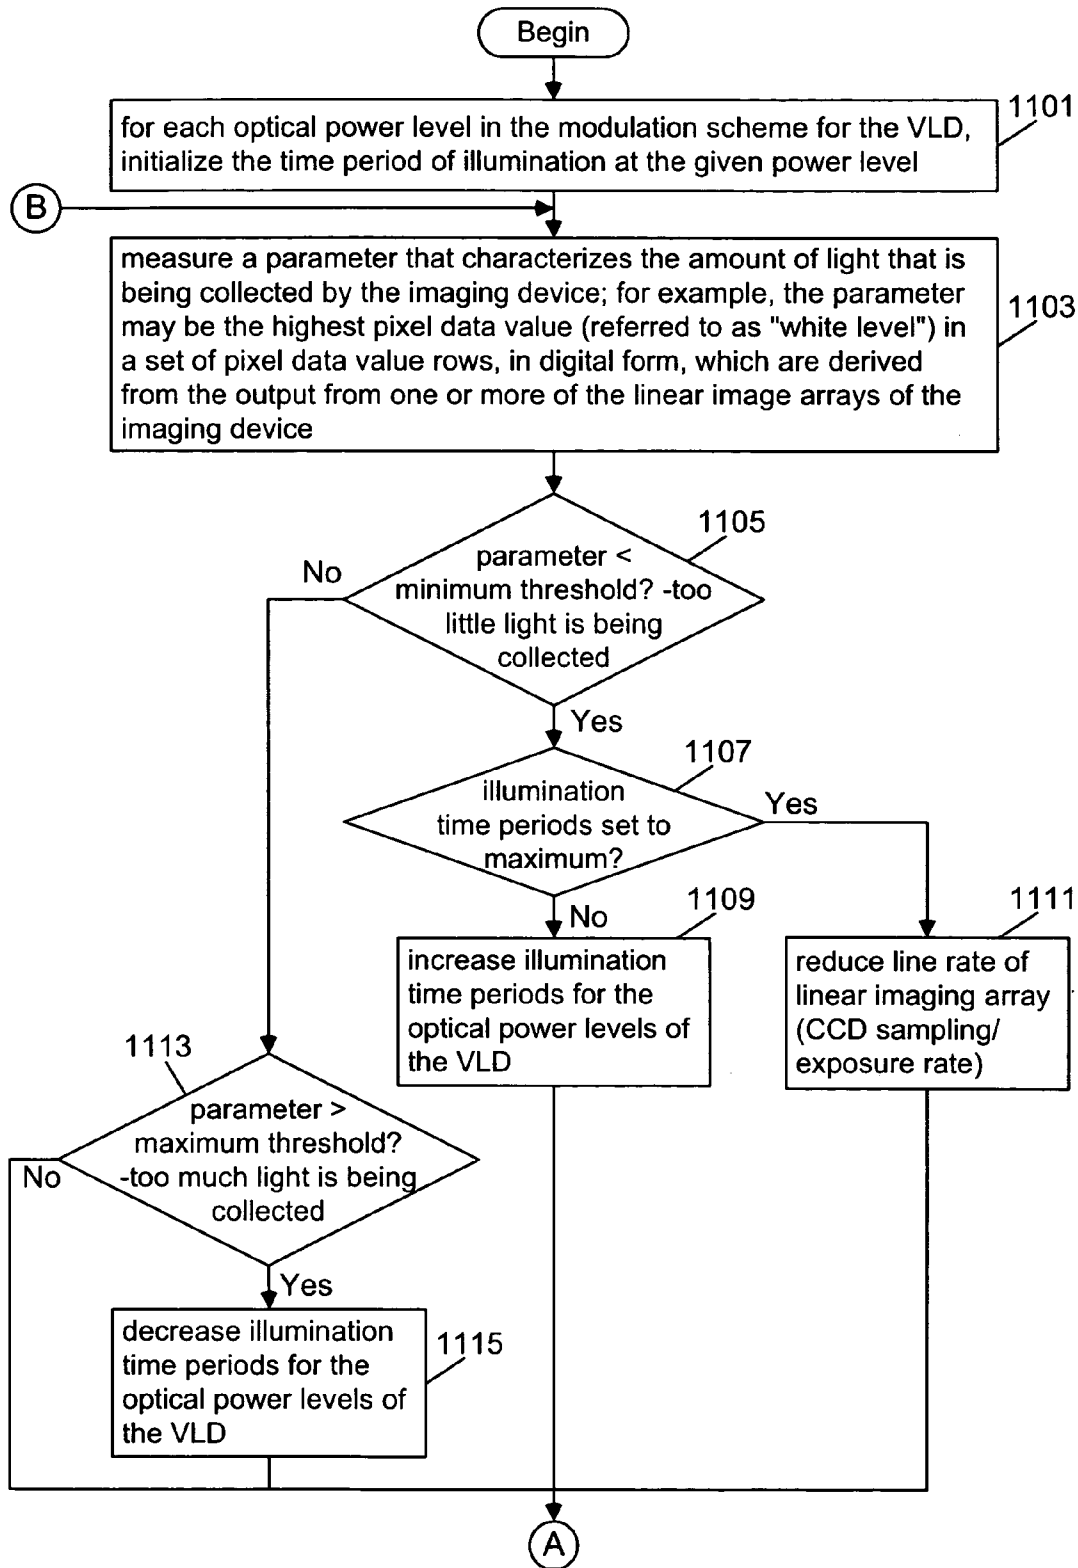 Begin
1101
for each optical power level in the modulation scheme for the VLD,
initialize the time period of illumination at the given power level
B
measure a parameter that characterizes the amount of light that is
being collected by the imaging device; for example, the parameter
may be the highest pixel data value (referred to as "white level") in
a set of pixel data value rows, in digital form, which are derived
from the output from one or more of the linear image arrays of the
imaging device
1103
1105
parameter <
minimum threshold? -too
little light is being
collected
No
Yes
1107
illumination
time periods set to
maximum?
Yes
No
1109
increase illumination
time periods for the
optical power levels of
the VLD
1111
reduce line rate of
linear imaging array
(CCD sampling/
exposure rate)
1113
parameter >
maximum threshold?
-too much light is being
collected
No
Yes
decrease illumination
time periods for the
optical power levels of
the VLD
1115
A